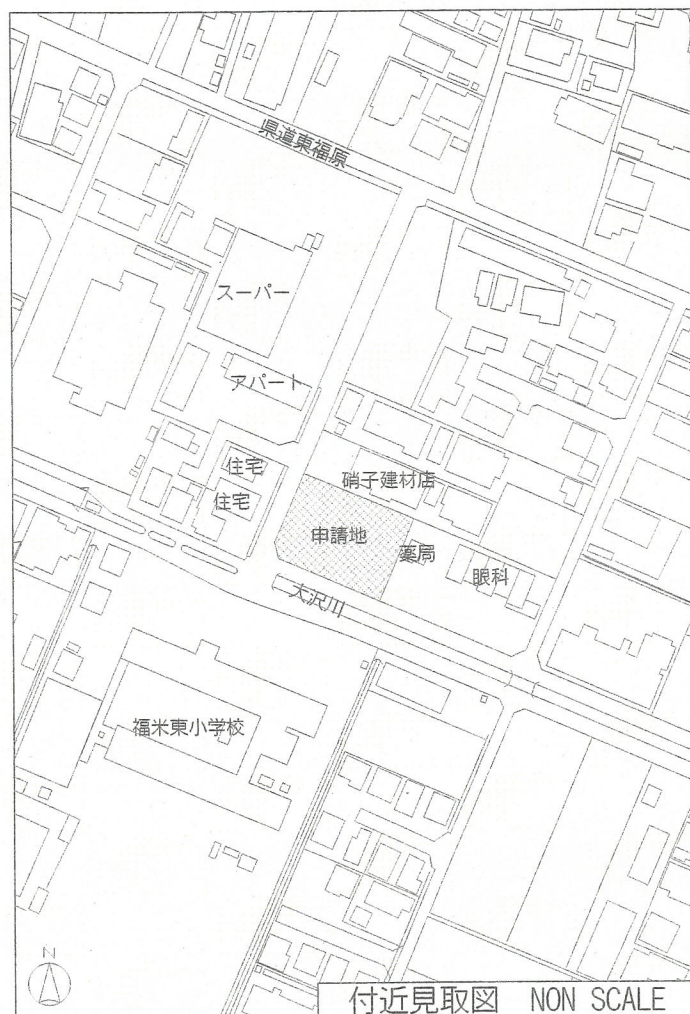 県道東福原
スーパー
アパート
住宅
住宅
硝子建材店
申請地
薬局
眼科
大沢川
福米東小学校
N
付近見取図 NON SCALE